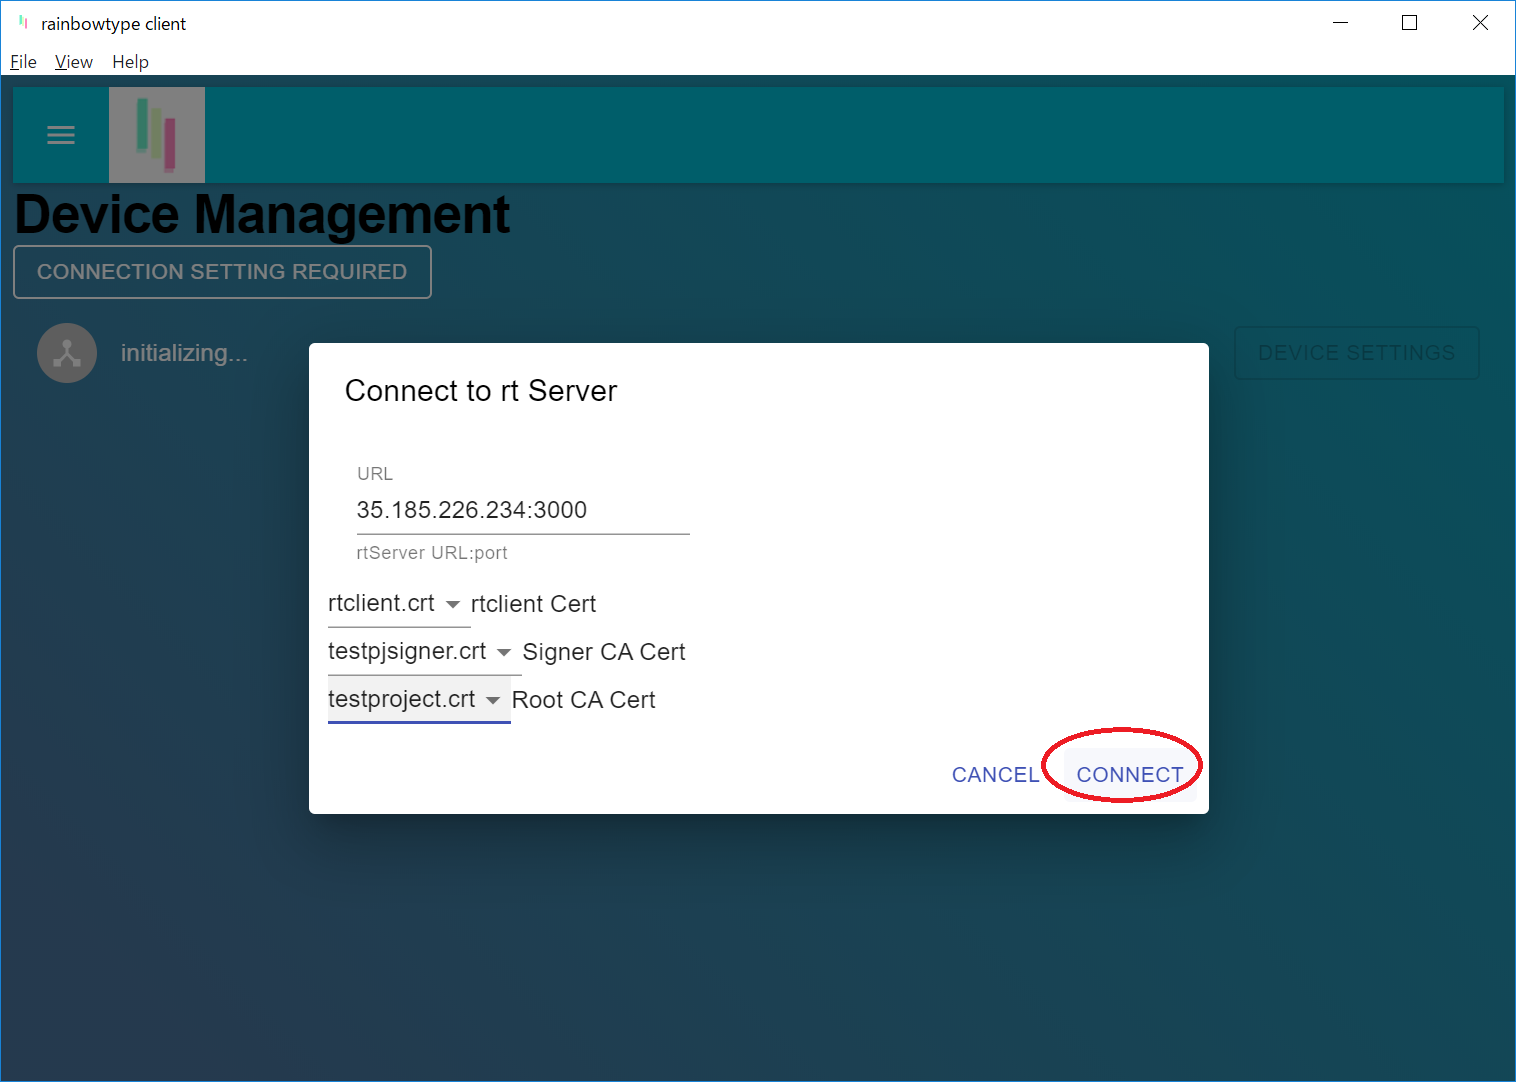 rainbowtype client
File View Help
Device Management
CONNECTION SETTING REQUIRED
initializing...
DEVICE SETTINGS
Connect to rt Server
URL
35.185.226.234:3000
rtServer URL:port
rtclient.crt rtclient Cert
testpjsigner.crt Signer CA Cert
testproject.crt Root CA Cert
CANCEL CONNECT